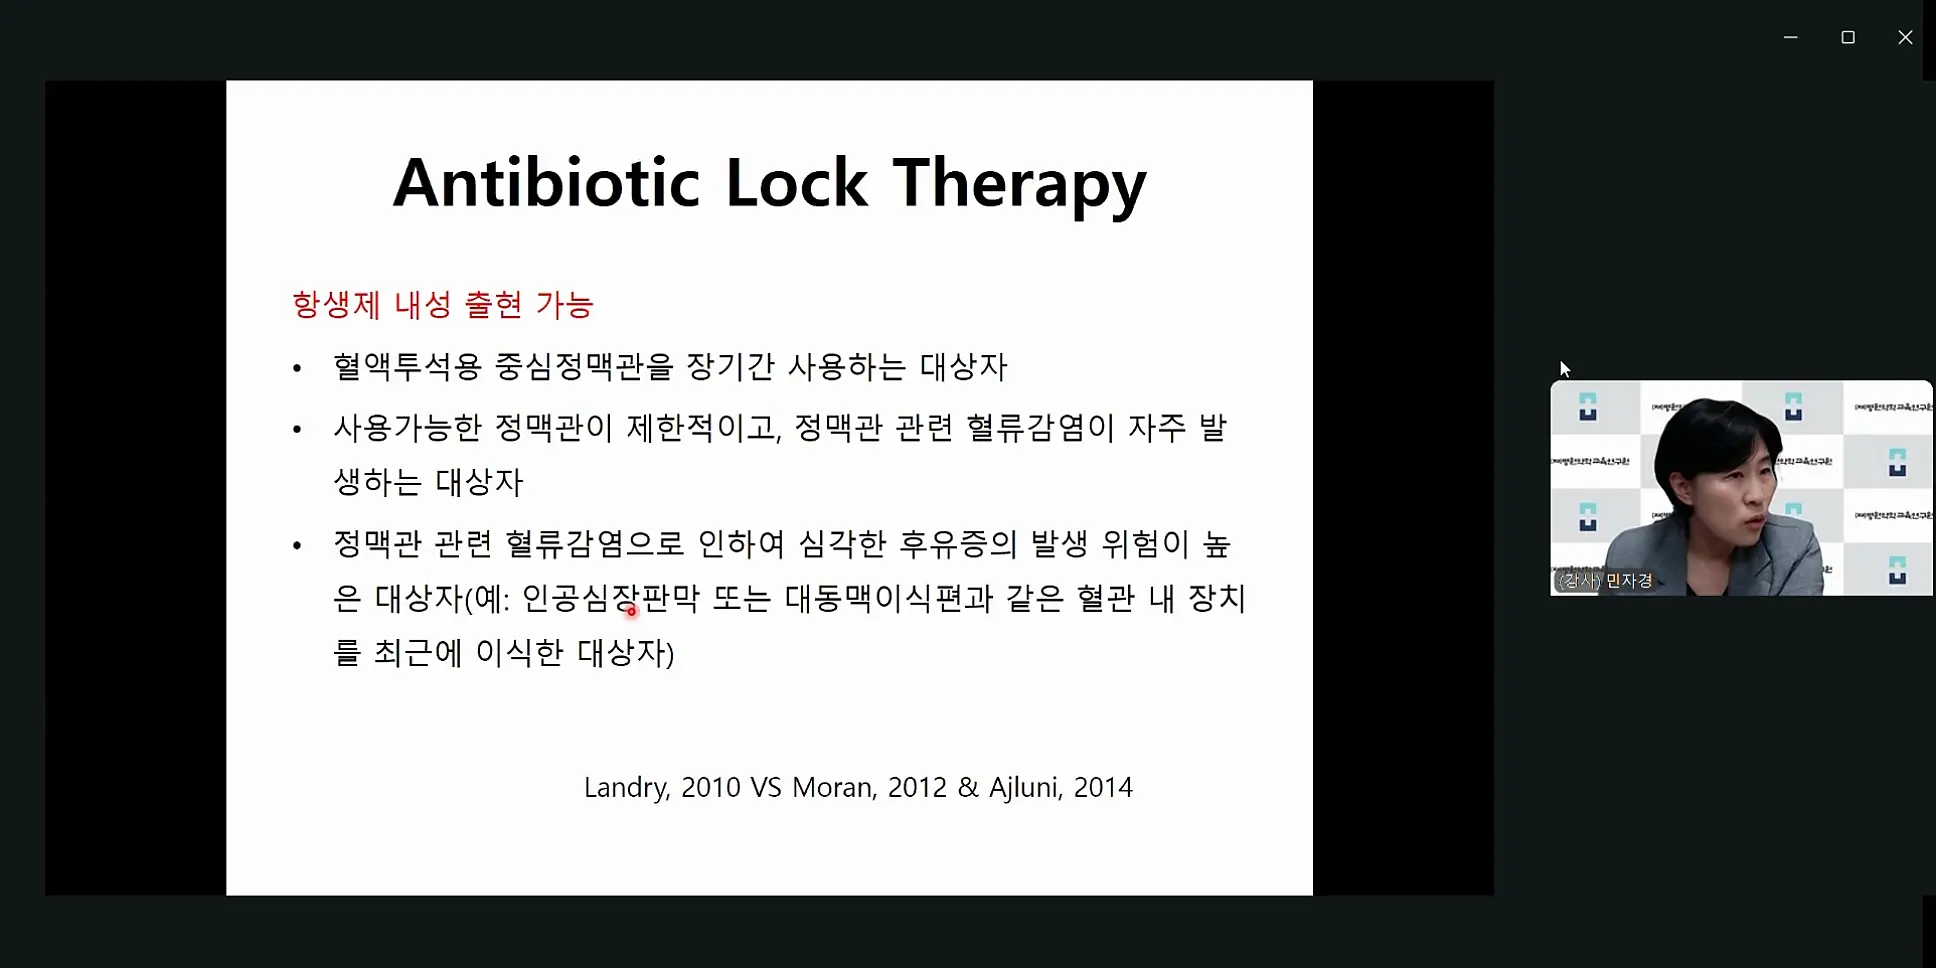 Antibiotic Lock Therapy
항생제 내성 출현 가능
• 혈액투석용 중심정맥관을 장기간 사용하는 대상자
• 사용가능한 정맥관이 제한적이고, 정맥관 관련 혈류감염이 자주 발
생하는 대상자
• 정맥관 관련 혈류감염으로 인하여 심각한 후유증의 발생 위험이 높
은 대상자(예: 인공심장판막 또는 대동맥이식편과 같은 혈관 내 장치
를 최근에 이식한 대상자)
Landry, 2010 VS Moran, 2012 & Ajluni, 2014
(강사) 민자경